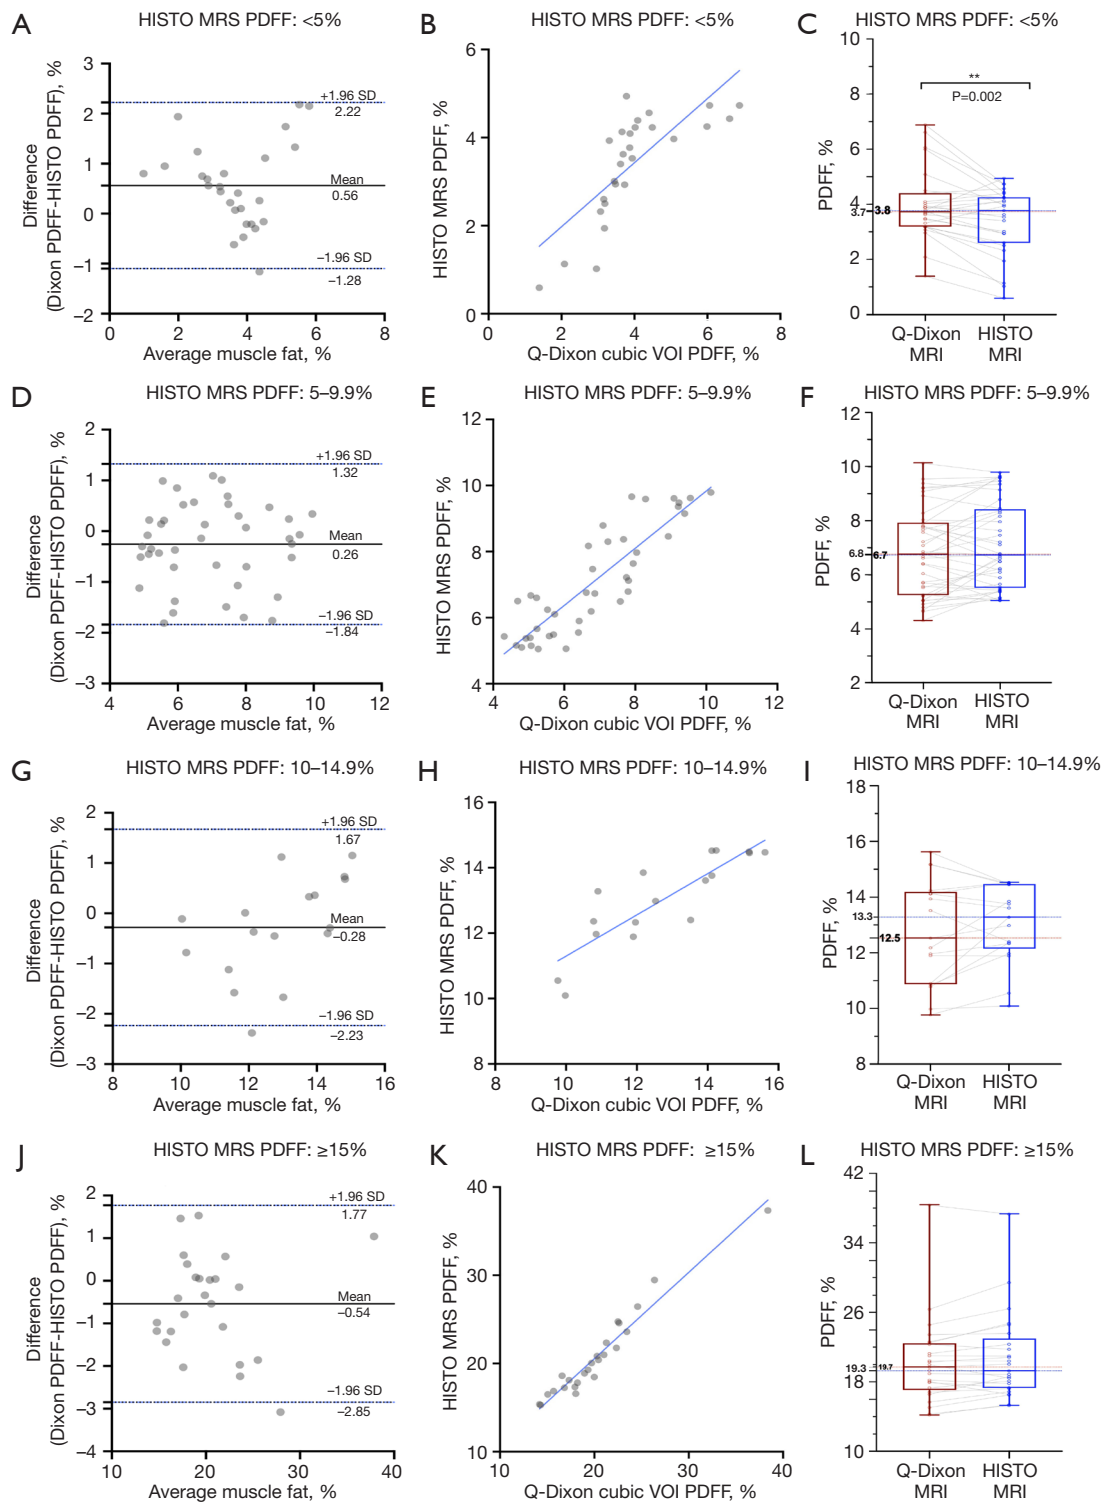 A
HISTO MRS PDFF: <5%
Difference
(Dixon PDFF-HISTO PDFF), %
3
2
1
0
−1
−2
+1.96 SD
2.22
Mean
0.56
−1.96 SD
−1.28
0 2 4 6 8
Average muscle fat, %
B
HISTO MRS PDFF: <5%
HISTO MRS PDFF, %
6
4
2
0
0 2 4 6 8
Q-Dixon cubic VOI PDFF, %
C
HISTO MRS PDFF: <5%
PDFF, %
10
8
6
4
2
0
**
P=0.002
3.7
3.8
Q-Dixon HISTO
MRI MRI
D
HISTO MRS PDFF: 5–9.9%
Difference
(Dixon PDFF-HISTO PDFF), %
2
1
0
−1
−2
−3
+1.96 SD
1.32
Mean
0.26
−1.96 SD
−1.84
4 6 8 10 12
Average muscle fat, %
E
HISTO MRS PDFF: 5–9.9%
HISTO MRS PDFF, %
12
10
8
6
4
4 6 8 10 12
Q-Dixon cubic VOI PDFF, %
F
HISTO MRS PDFF: 5–9.9%
PDFF, %
12
10
8
6
4
2
6.8
6.7
Q-Dixon HISTO
MRI MRI
G
HISTO MRS PDFF: 10–14.9%
Difference
(Dixon PDFF-HISTO PDFF), %
2
1
0
−1
−2
−3
+1.96 SD
1.67
Mean
−0.28
−1.96 SD
−2.23
8 10 12 14 16
Average muscle fat, %
H
HISTO MRS PDFF: 10–14.9%
HISTO MRS PDFF, %
16
14
12
10
8
8 10 12 14 16
Q-Dixon cubic VOI PDFF, %
I
HISTO MRS PDFF: 10–14.9%
PDFF, %
18
16
14
12
10
8
13.3
12.5
Q-Dixon HISTO
MRI MRI
J
HISTO MRS PDFF: ≥15%
Difference
(Dixon PDFF-HISTO PDFF), %
2
1
0
−1
−2
−3
−4
+1.96 SD
1.77
Mean
−0.54
−1.96 SD
−2.85
10 20 30 40
Average muscle fat, %
K
HISTO MRS PDFF: ≥15%
HISTO MRS PDFF, %
40
30
20
10
10 20 30 40
Q-Dixon cubic VOI PDFF, %
L
HISTO MRS PDFF: ≥15%
PDFF, %
42
34
26
18
10
19.3
19.7
Q-Dixon HISTO
MRI MRI